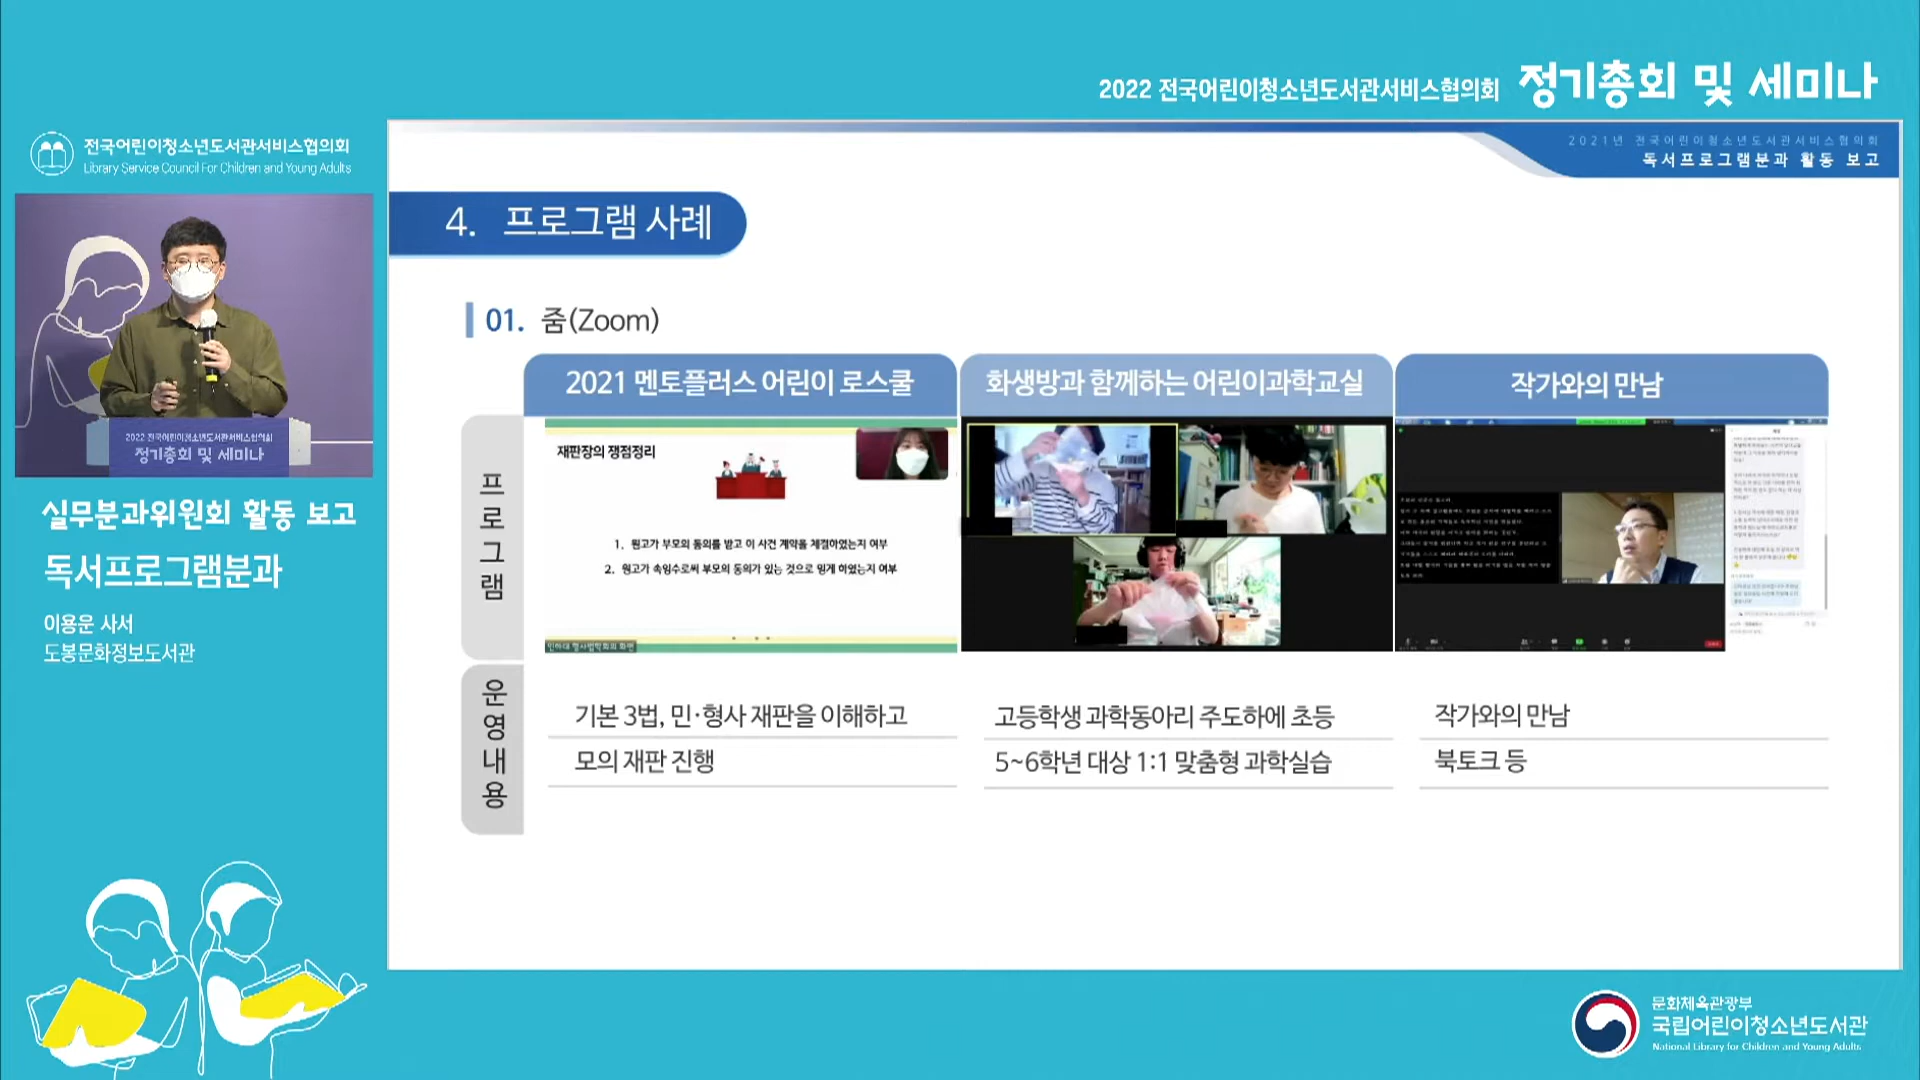 2022 전국어린이청소년도서관서비스협의회 정기총회 및 세미나
전국어린이청소년도서관서비스협의회
Library Service Council For Children and Young Adults
2022 전국어린이청소년도서관서비스협의회
정기총회 및 세미나
실무분과위원회 활동 보고
독서프로그램분과
이용운 사서
도봉문화정보도서관
2021년 전국어린이청소년도서관서비스협의회
독서프로그램분과 활동 보고
4. 프로그램 사례
01. 줌(Zoom)
2021 멘토플러스 어린이 로스쿨
화생방과 함께하는 어린이과학교실
작가와의 만남
프로그램
재판장의 쟁점정리
1. 원고가 부모의 동의를 받고 이 사건 계약을 체결하였는지 여부
2. 원고가 속임수로써 부모의 동의가 있는 것으로 믿게 하였는지 여부
운영내용
기본 3법, 민·형사 재판을 이해하고
모의 재판 진행
고등학생 과학동아리 주도하에 초등
5~6학년 대상 1:1 맞춤형 과학실습
작가와의 만남
북토크 등
문화체육관광부
국립어린이청소년도서관
National Library for Children and Young Adults